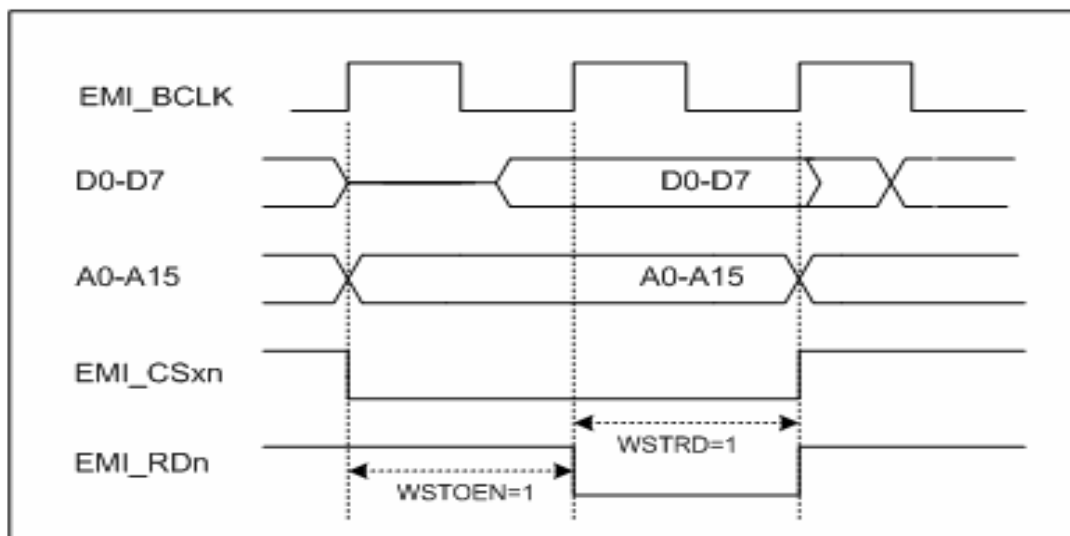 EMI_BCLK
D0-D7 D0-D7
A0-A15 A0-A15
EMI_CSxn
WSTRD=1
EMI_RDn
WSTOEN=1